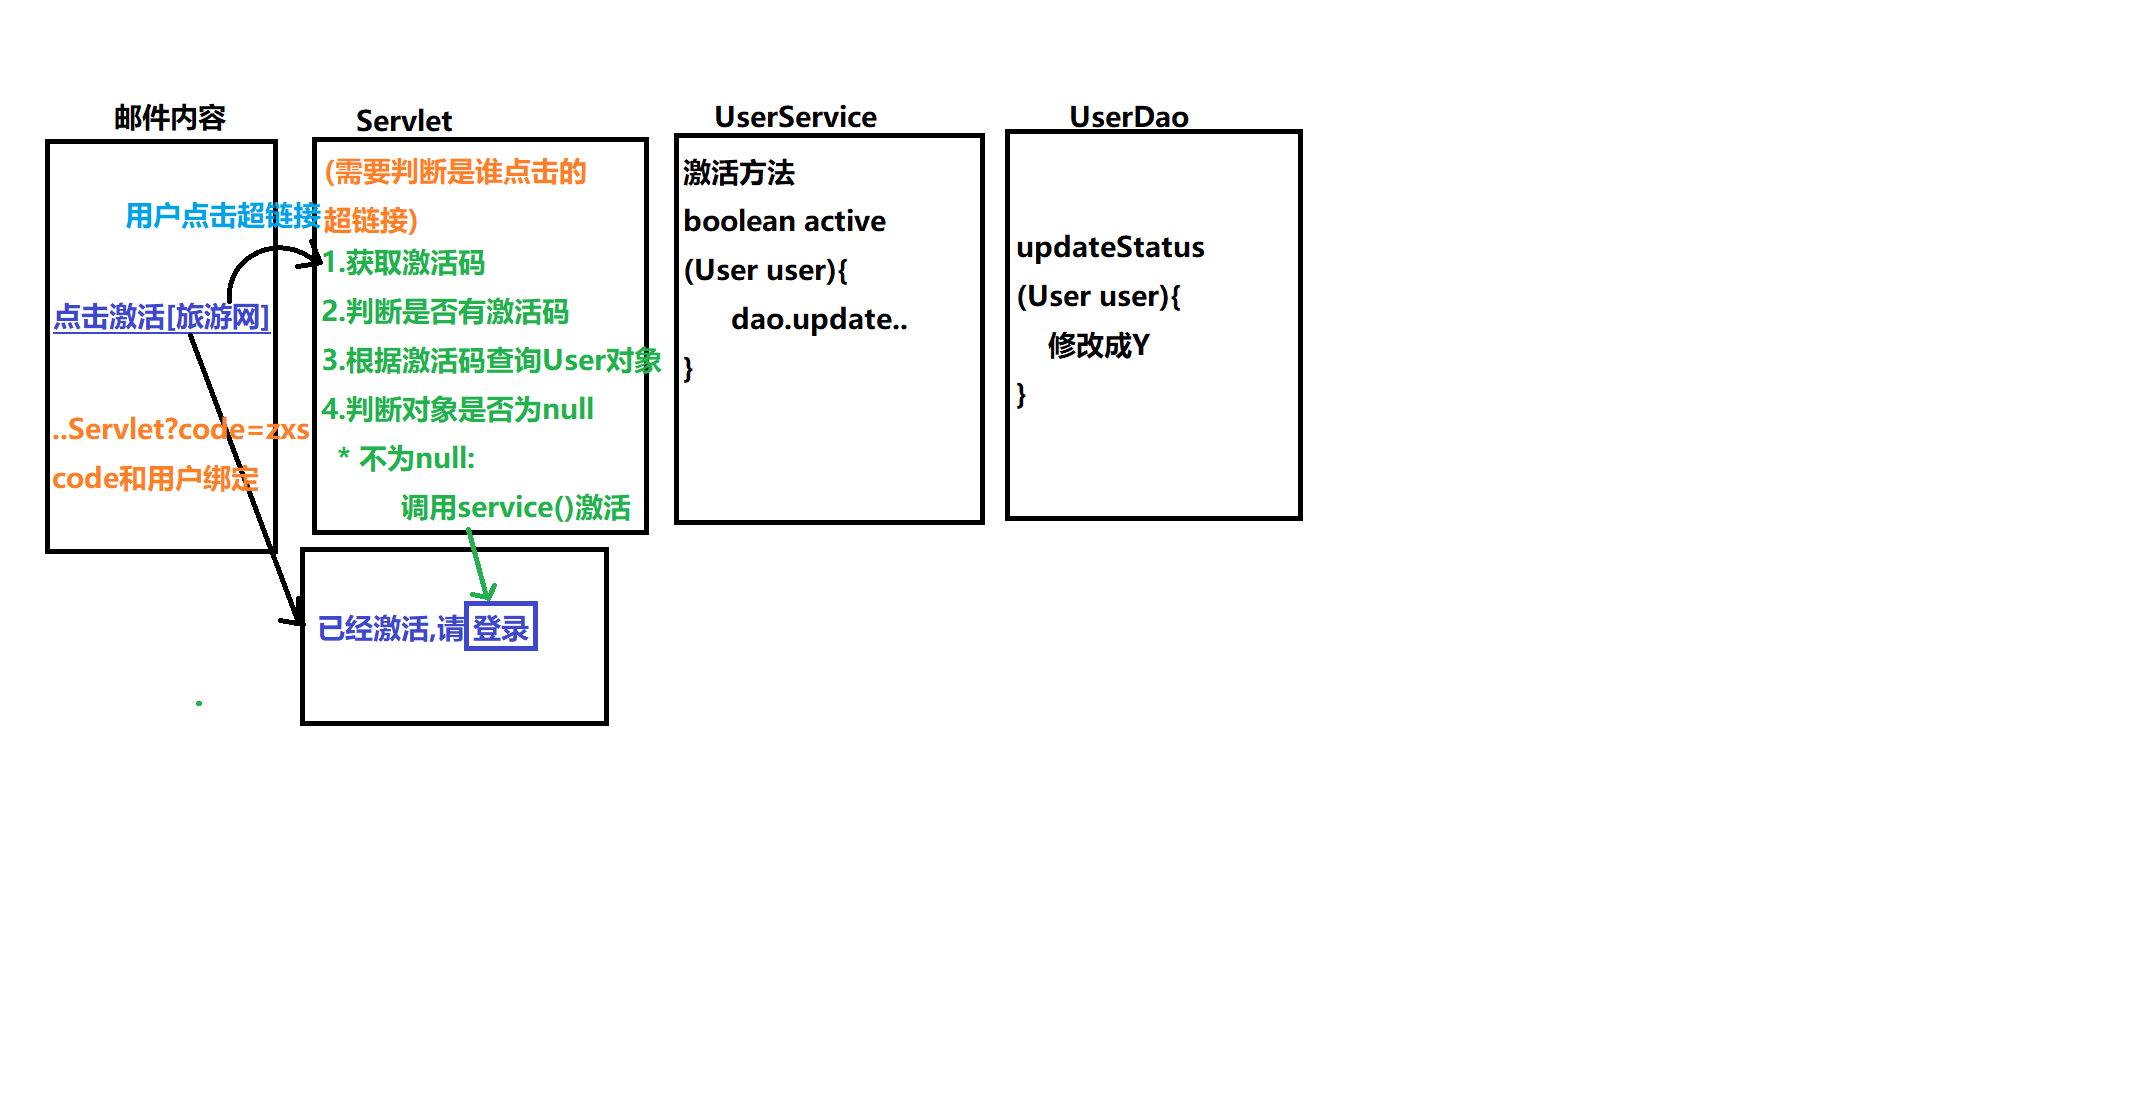 邮件内容
用户点击超链接
点击激活[旅游网]
..Servlet?code=zxs
code和用户绑定
Servlet
(需要判断是谁点击的
超链接)
1.获取激活码
2.判断是否有激活码
3.根据激活码查询User对象
4.判断对象是否为null
* 不为null:
调用service()激活
已经激活,请 登录
UserService
激活方法
boolean active
(User user){
dao.update..
}
UserDao
updateStatus
(User user){
修改成Y
}